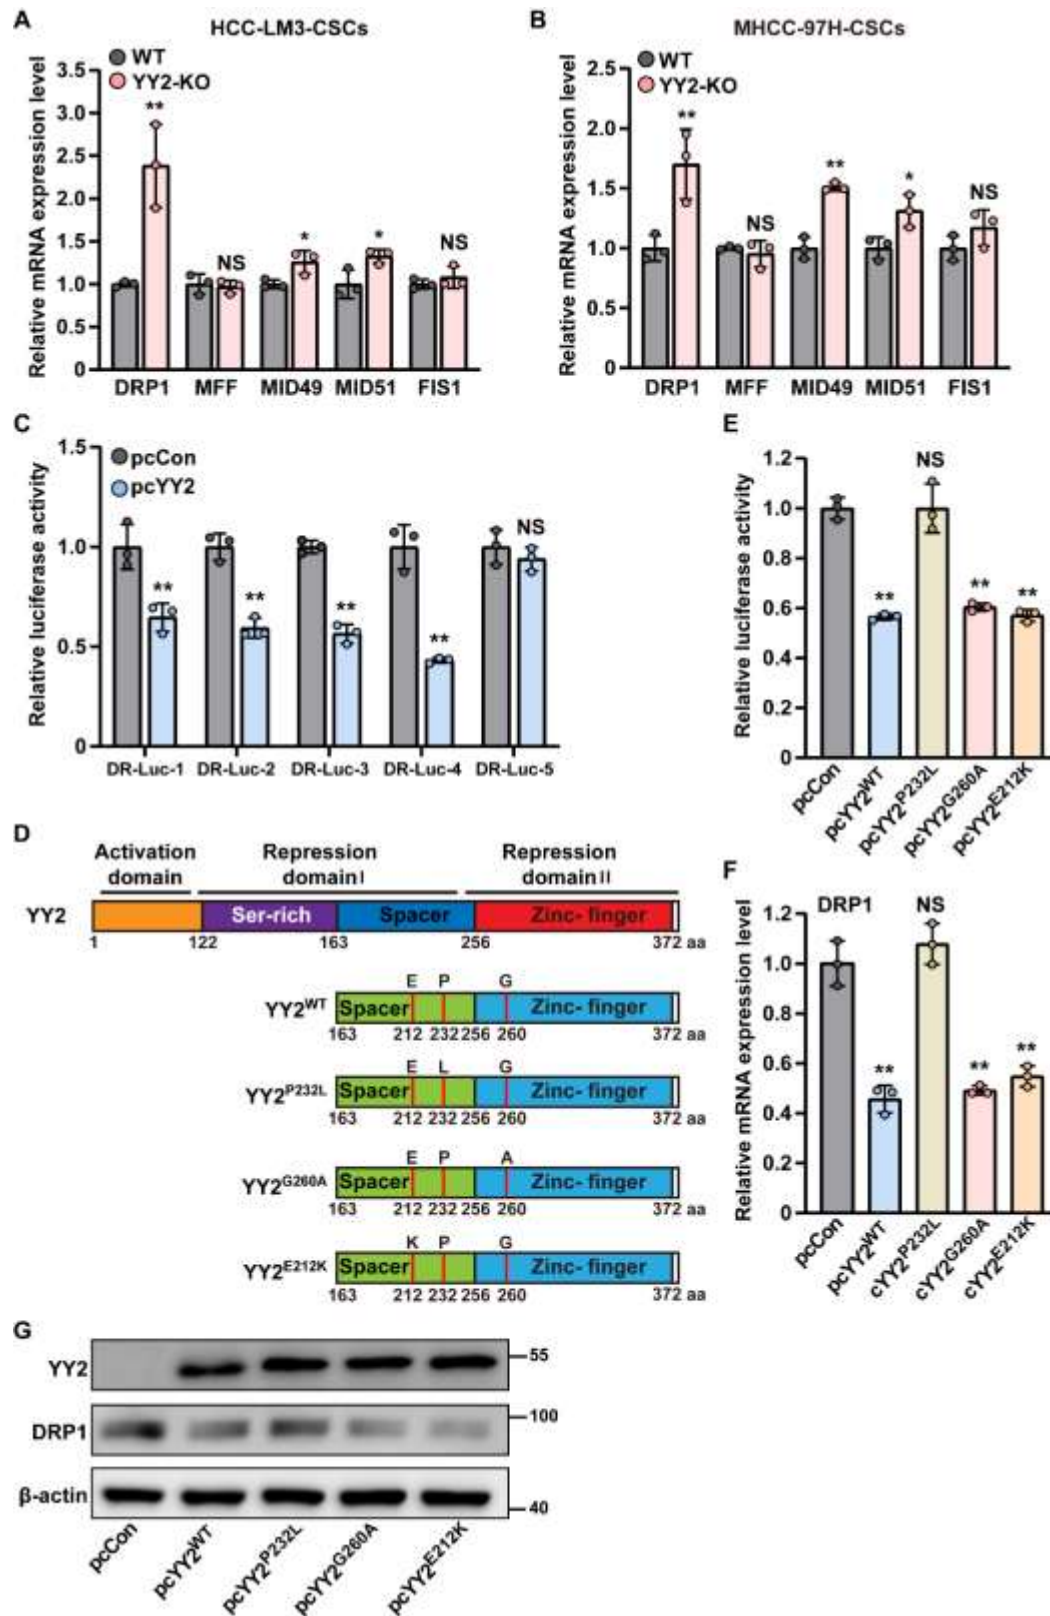 A
HCC-LM3-CSCs
WT
YY2-KO
Relative mRNA expression level
3.5
3.0
2.5
2.0
1.5
1.0
0.5
0
**
NS
*
*
NS
DRP1 MFF MID49 MID51 FIS1
B
MHCC-97H-CSCs
WT
YY2-KO
Relative mRNA expression level
2.5
2.0
1.5
1.0
0.5
0
**
NS
**
*
NS
DRP1 MFF MID49 MID51 FIS1
C
pcCon
pcYY2
Relative luciferase activity
1.5
1.0
0.5
0
**
**
**
**
NS
DR-Luc-1 DR-Luc-2 DR-Luc-3 DR-Luc-4 DR-Luc-5
E
Relative luciferase activity
1.2
1.0
0.8
0.6
0.4
0.2
0
**
NS
**
**
pcCon
pcYY2WT
pcYY2P232L
pcYY2G260A
pcYY2E212K
D
Activation domain
Repression domain I
Repression domain II
YY2
Ser-rich Spacer Zinc- finger
1 122 163 256 372 aa
E P G
YY2WT Spacer Zinc- finger
163 212 232 256 260 372 aa
E L G
YY2P232L Spacer Zinc- finger
163 212 232 256 260 372 aa
E P A
YY2G260A Spacer Zinc- finger
163 212 232 256 260 372 aa
K P G
YY2E212K Spacer Zinc- finger
163 212 232 256 260 372 aa
F
DRP1
Relative mRNA expression level
1.2
1.0
0.8
0.6
0.4
0.2
0
**
NS
**
**
pcCon
pcYY2WT
cYY2P232L
cYY2G260A
cYY2E212K
G
YY2
55
DRP1
100
β-actin
40
pcCon
pcYY2WT
pcYY2P232L
pcYY2G260A
pcYY2E212K